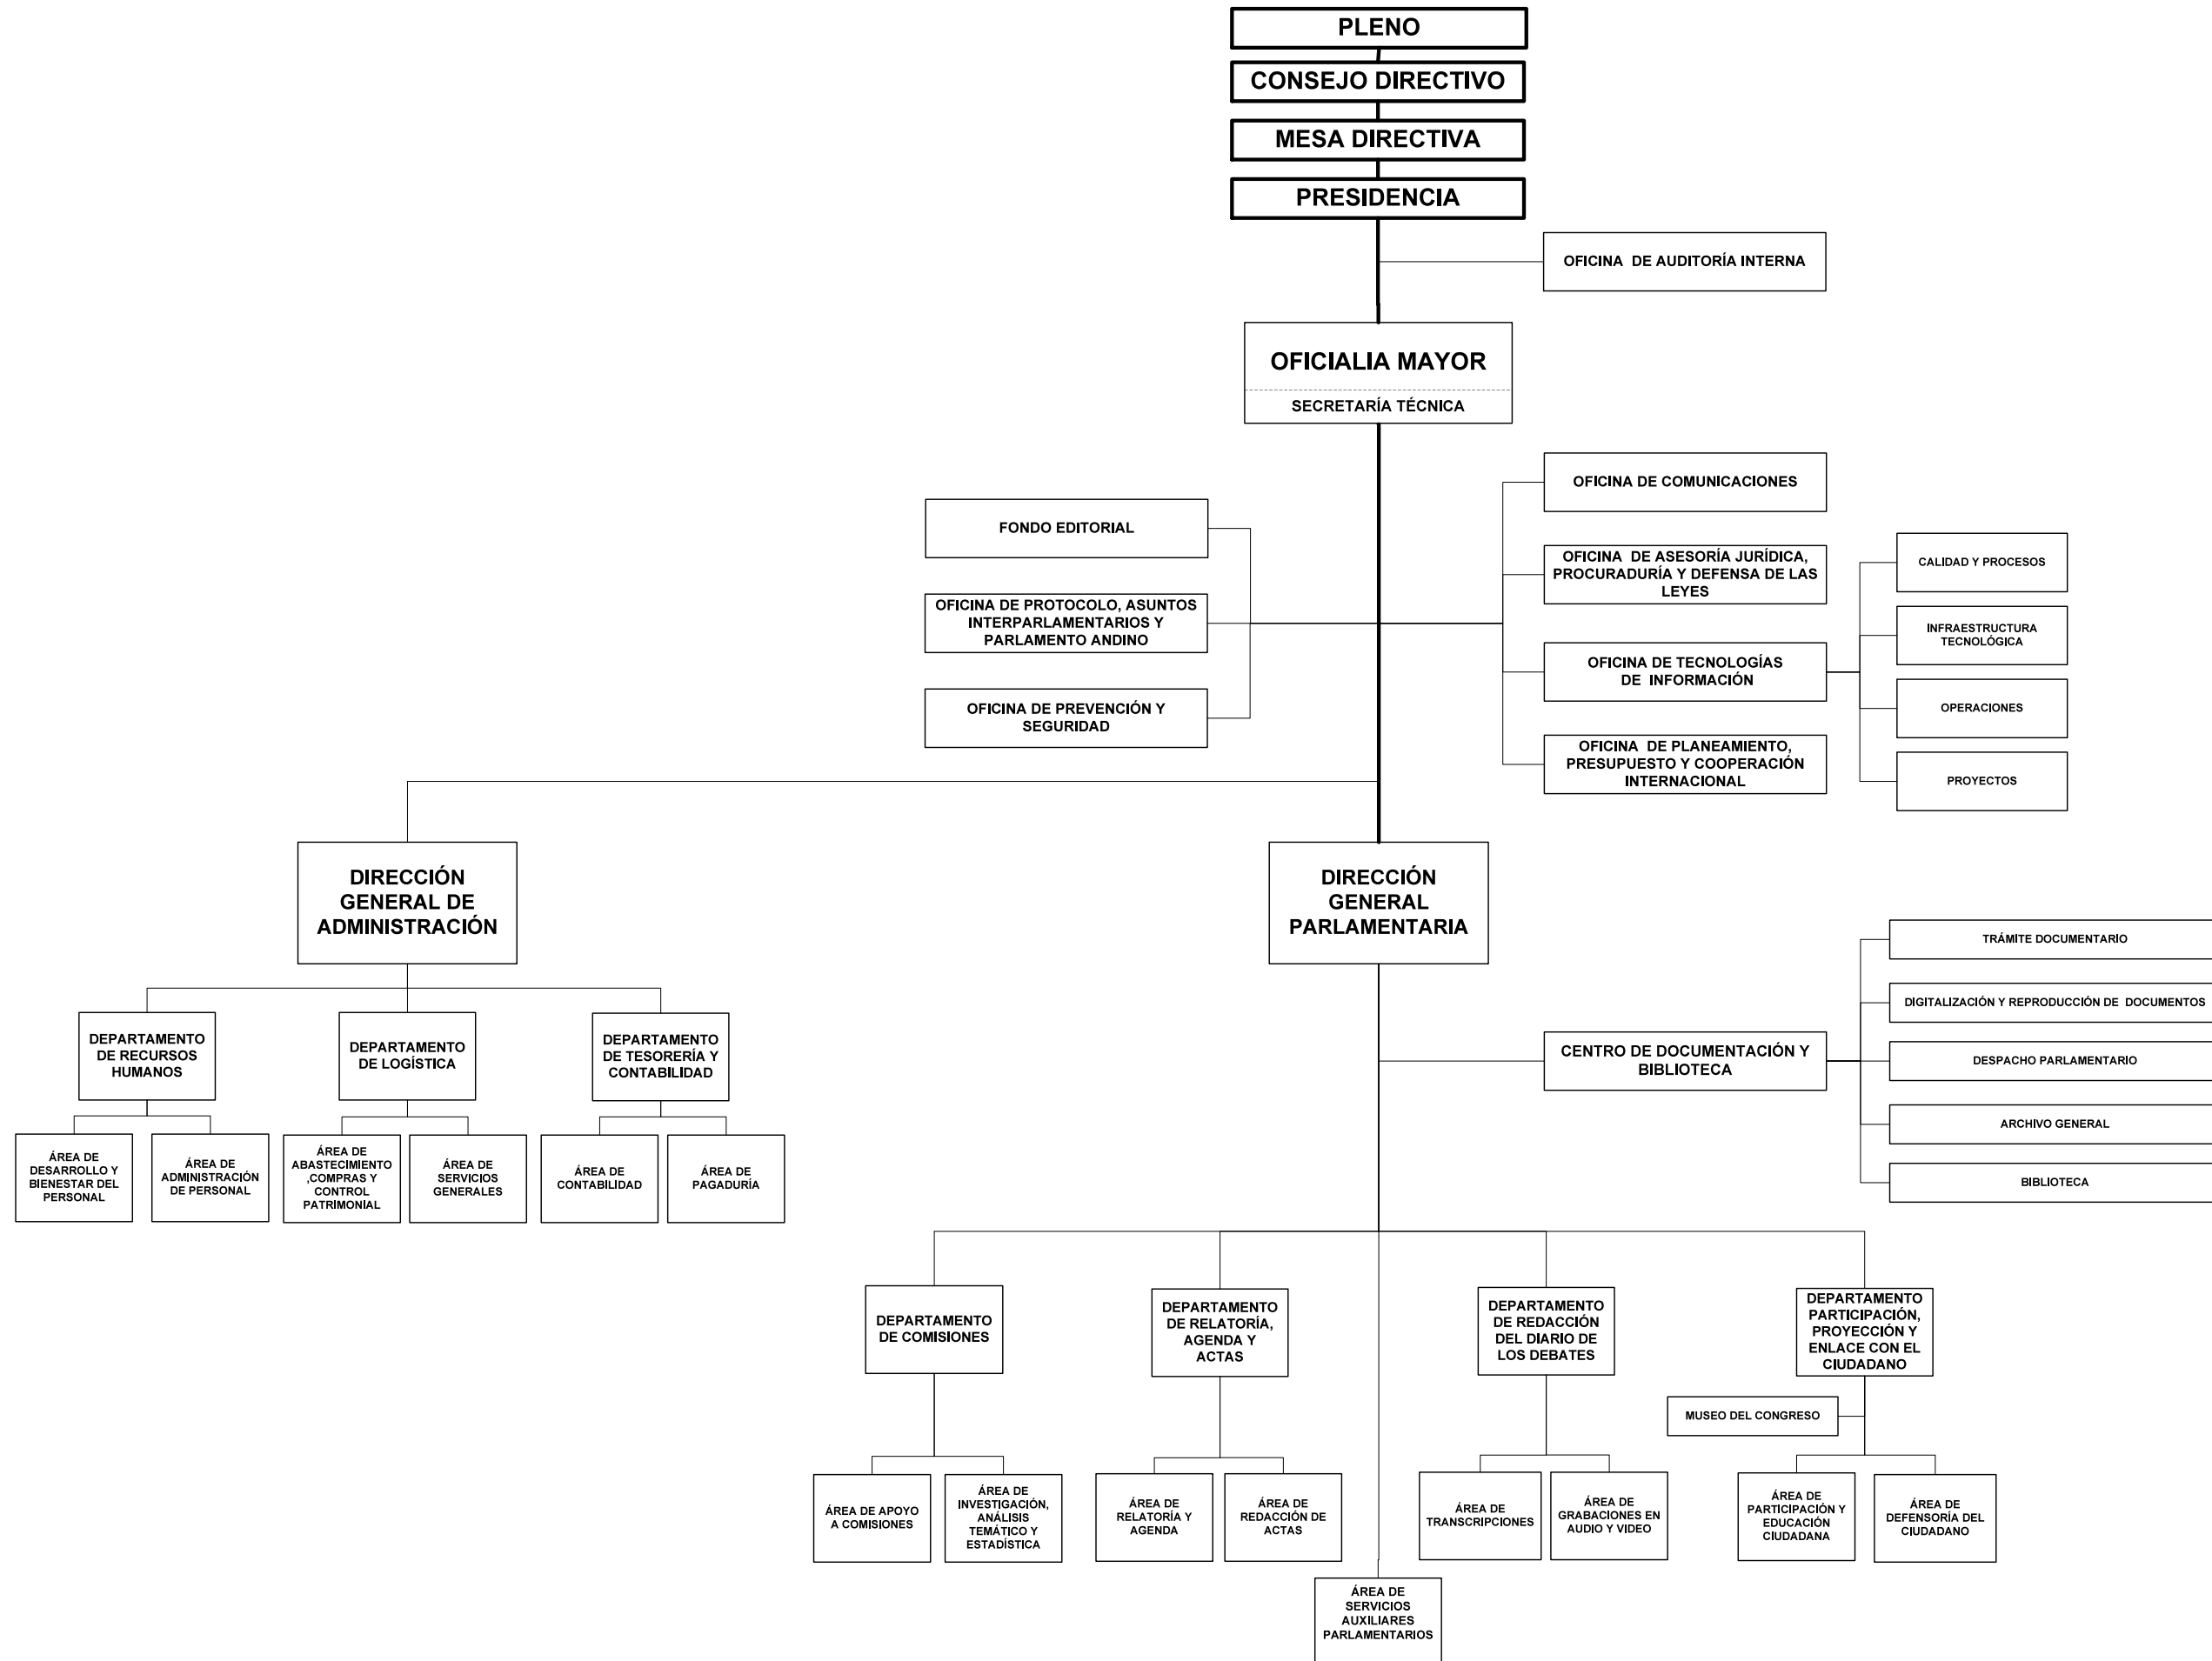 PLENO
CONSEJO DIRECTIVO
MESA DIRECTIVA
PRESIDENCIA
OFICINA DE AUDITORÍA INTERNA
OFICIALIA MAYOR
SECRETARÍA TÉCNICA
OFICINA DE COMUNICACIONES
FONDO EDITORIAL
OFICINA DE ASESORÍA JURÍDICA,
PROCURADURÍA Y DEFENSA DE LAS
LEYES
CALIDAD Y PROCESOS
OFICINA DE PROTOCOLO, ASUNTOS
INTERPARLAMENTARIOS Y
PARLAMENTO ANDINO
INFRAESTRUCTURA
TECNOLÓGICA
OFICINA DE TECNOLOGÍAS
DE INFORMACIÓN
OFICINA DE PREVENCIÓN Y
SEGURIDAD
OPERACIONES
OFICINA DE PLANEAMIENTO,
PRESUPUESTO Y COOPERACIÓN
INTERNACIONAL
PROYECTOS
DIRECCIÓN
GENERAL DE
ADMINISTRACIÓN
DIRECCIÓN
GENERAL
PARLAMENTARIA
TRÁMITE DOCUMENTARIO
DIGITALIZACIÓN Y REPRODUCCIÓN DE DOCUMENTOS
DEPARTAMENTO
DE RECURSOS
HUMANOS
DEPARTAMENTO
DE LOGÍSTICA
DEPARTAMENTO
DE TESORERÍA Y
CONTABILIDAD
CENTRO DE DOCUMENTACIÓN Y
BIBLIOTECA
DESPACHO PARLAMENTARIO
ARCHIVO GENERAL
BIBLIOTECA
ÁREA DE
DESARROLLO Y
BIENESTAR DEL
PERSONAL
ÁREA DE
ADMINISTRACIÓN
DE PERSONAL
ÁREA DE
ABASTECIMIENTO
,COMPRAS Y
CONTROL
PATRIMONIAL
ÁREA DE
SERVICIOS
GENERALES
ÁREA DE
CONTABILIDAD
ÁREA DE
PAGADURÍA
DEPARTAMENTO
DE COMISIONES
DEPARTAMENTO
DE RELATORÍA,
AGENDA Y
ACTAS
DEPARTAMENTO
DE REDACCIÓN
DEL DIARIO DE
LOS DEBATES
DEPARTAMENTO
PARTICIPACIÓN,
PROYECCIÓN Y
ENLACE CON EL
CIUDADANO
MUSEO DEL CONGRESO
ÁREA DE APOYO
A COMISIONES
ÁREA DE
INVESTIGACIÓN,
ANÁLISIS
TEMÁTICO Y
ESTADÍSTICA
ÁREA DE
RELATORÍA Y
AGENDA
ÁREA DE
REDACCIÓN DE
ACTAS
ÁREA DE
TRANSCRIPCIONES
ÁREA DE
GRABACIONES EN
AUDIO Y VIDEO
ÁREA DE
PARTICIPACIÓN Y
EDUCACIÓN
CIUDADANA
ÁREA DE
DEFENSORÍA DEL
CIUDADANO
ÁREA DE
SERVICIOS
AUXILIARES
PARLAMENTARIOS